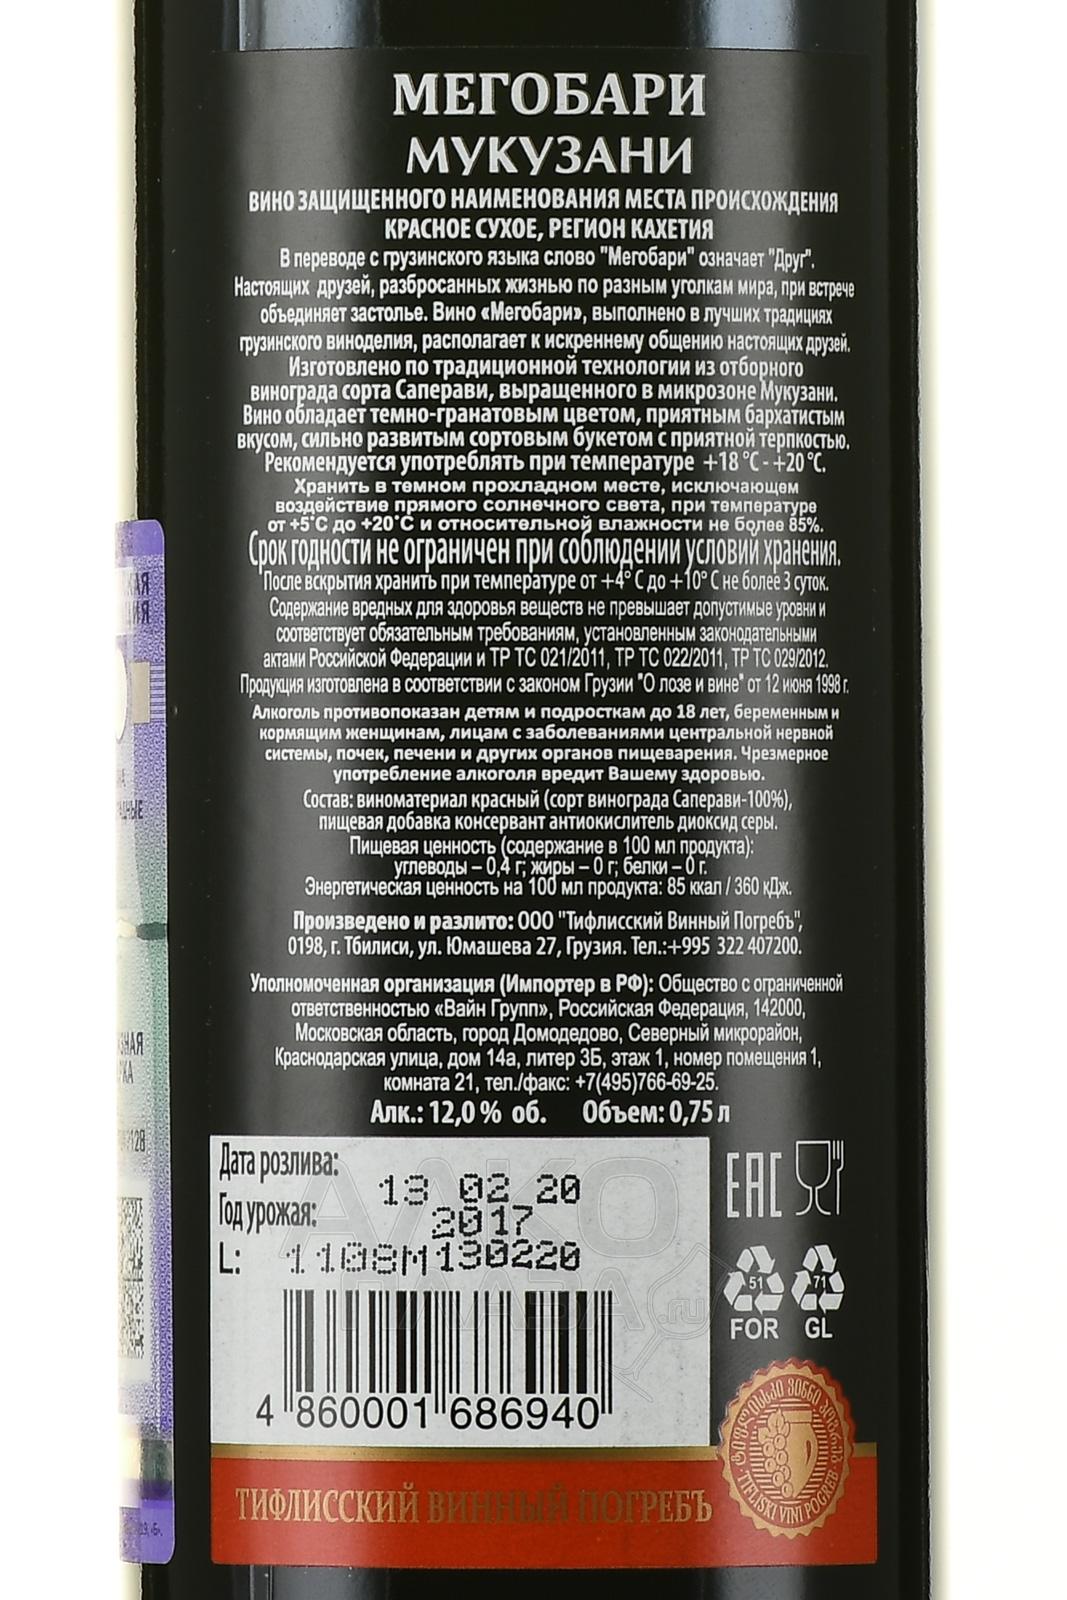 МЕГОБАРИ
МУКУЗАНИ
ВИНО ЗАЩИЩЕННОГО НАИМЕНОВАНИЯ МЕСТА ПРОИСХОЖДЕНИЯ
КРАСНОЕ СУХОЕ, РЕГИОН КАХЕТИЯ
В переводе с грузинского языка слово "Мегобари" означает "Друг".
Настоящих друзей, разбросанных жизнью по разным уголкам мира, при встрече
объединяет застолье. Вино «Мегобари», выполнено в лучших традициях
грузинского виноделия, располагает к искреннему общению настоящих друзей.
Изготовлено по традиционной технологии из отборного
винограда сорта Саперави, выращенного в микрозоне Мукузани.
Вино обладает темно-гранатовым цветом, приятным бархатистым
вкусом, сильно развитым сортовым букетом с приятной терпкостью.
Рекомендуется употреблять при температуре +18 °С - +20 °С.
Хранить в темном прохладном месте, исключающем
воздействие прямого солнечного света, при температуре
от +5°С до +20°С и относительной влажности не более 85%.
Срок годности не ограничен при соблюдении условий хранения.
После вскрытия хранить при температуре от +4° С до +10° С не более 3 суток.
Содержание вредных для здоровья веществ не превышает допустимые уровни и
соответствует обязательным требованиям, установленным законодательными
актами Российской Федерации и ТР ТС 021/2011, ТР ТС 022/2011, ТР ТС 029/2012.
Продукция изготовлена в соответствии с законом Грузии "О лозе и вине" от 12 июня 1998 г.
Алкоголь противопоказан детям и подросткам до 18 лет, беременным и
кормящим женщинам, лицам с заболеваниями центральной нервной
системы, почек, печени и других органов пищеварения. Чрезмерное
употребление алкоголя вредит Вашему здоровью.
Состав: виноматериал красный (сорт винограда Саперави-100%),
пищевая добавка консервант антиокислитель диоксид серы.
Пищевая ценность (содержание в 100 мл продукта):
углеводы – 0,4 г; жиры – 0 г; белки – 0 г.
Энергетическая ценность на 100 мл продукта: 85 ккал / 360 кДж.
Произведено и разлито: ООО "Тифлисский Винный Погребъ",
0198, г. Тбилиси, ул. Юмашева 27, Грузия. Тел.:+995 322 407200.
Уполномоченная организация (Импортер в РФ): Общество с ограниченной
ответственностью «Вайн Групп», Российская Федерация, 142000,
Московская область, город Домодедово, Северный микрорайон,
Краснодарская улица, дом 14а, литер 3Б, этаж 1, номер помещения 1,
комната 21, тел./факс: +7(495)766-69-25.
Алк.: 12,0 % об. Объем: 0,75 л
Дата розлива: 13 02 20
Год урожая: 2017
L: 1108M130220
EAC
51 71
FOR GL
4 860001 686940
АЛКОПЛАЗА.ru
TIFLISKI VINI POGREB
ТИФЛИССКИЙ ВИННЫЙ ПОГРЕБЪ